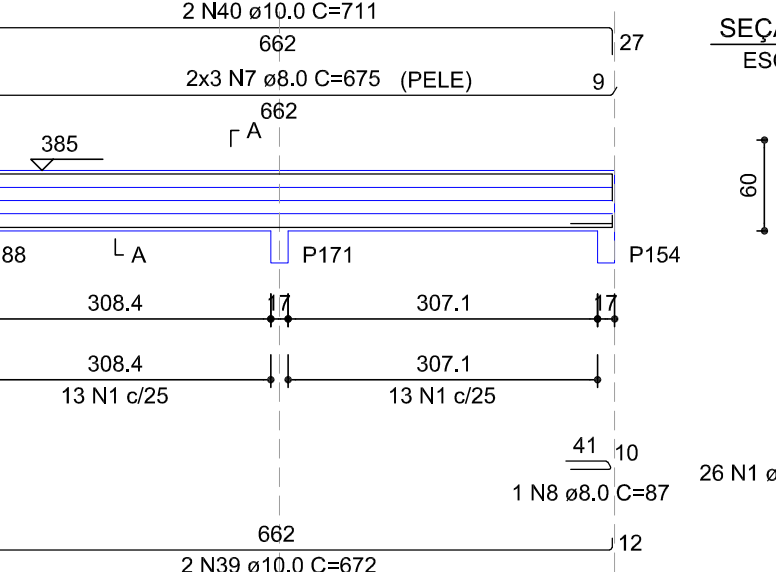 2 N40 ø10.0 C=711
662
27
SEÇ
ES
2x3 N7 ø8.0 C=675 (PELE)
9
662
A
385
60
88
A
P171
P154
308.4
17
307.1
17
308.4
307.1
13 N1 c/25
13 N1 c/25
41
10
26 N1 ø
1 N8 ø8.0 C=87
662
12
2 N39 ø10.0 C=672